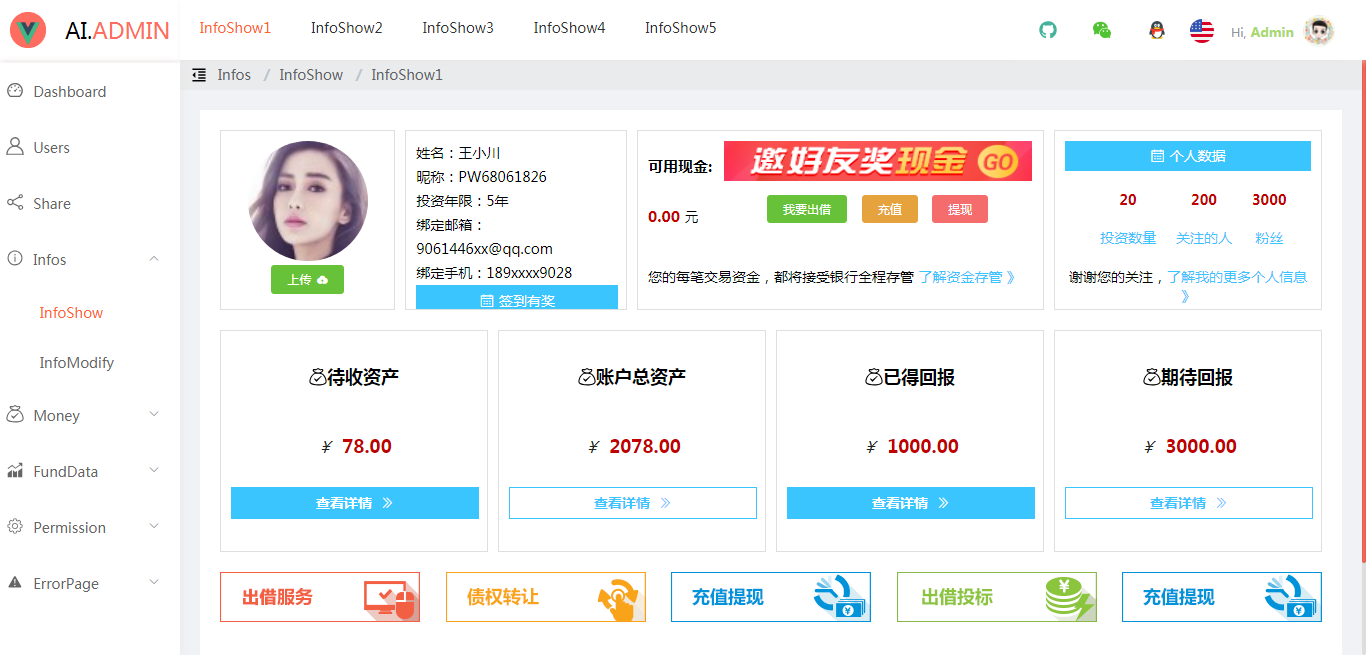 AI.ADMIN
InfoShow1 InfoShow2 InfoShow3 InfoShow4 InfoShow5
Hi, Admin
Infos / InfoShow / InfoShow1
Dashboard
Users
Share
Infos
InfoShow
InfoModify
Money
FundData
Permission
ErrorPage
上传
姓名：王小川
昵称：PW68061826
投资年限：5年
绑定邮箱：
9061446xx@qq.com
绑定手机：189xxxx9028
签到有奖
可用现金:
邀好友奖现金 GO
0.00 元
我要出借 充值 提现
您的每笔交易资金，都将接受银行全程存管 了解资金存管 》
个人数据
20 200 3000
投资数量 关注的人 粉丝
谢谢您的关注，了解我的更多个人信息
》
待收资产
¥ 78.00
查看详情
账户总资产
¥ 2078.00
查看详情
已得回报
¥ 1000.00
查看详情
期待回报
¥ 3000.00
查看详情
出借服务
债权转让
充值提现
¥
出借投标
¥
充值提现
¥